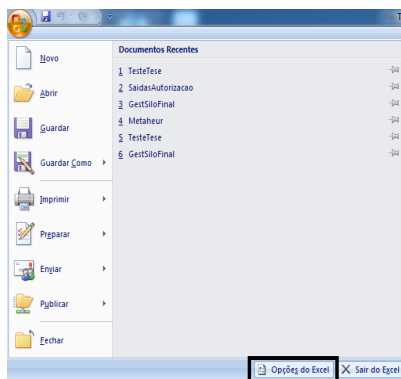 T
Novo
Abrir
Guardar
Guardar Como
Imprimir
Preparar
Enviar
Publicar
Fechar
Documentos Recentes
1 TesteTese
2 SaidasAutorizacao
3 GestSiloFinal
4 Metaheur
5 TesteTese
6 GestSiloFinal
Opções do Excel
Sair do Excel